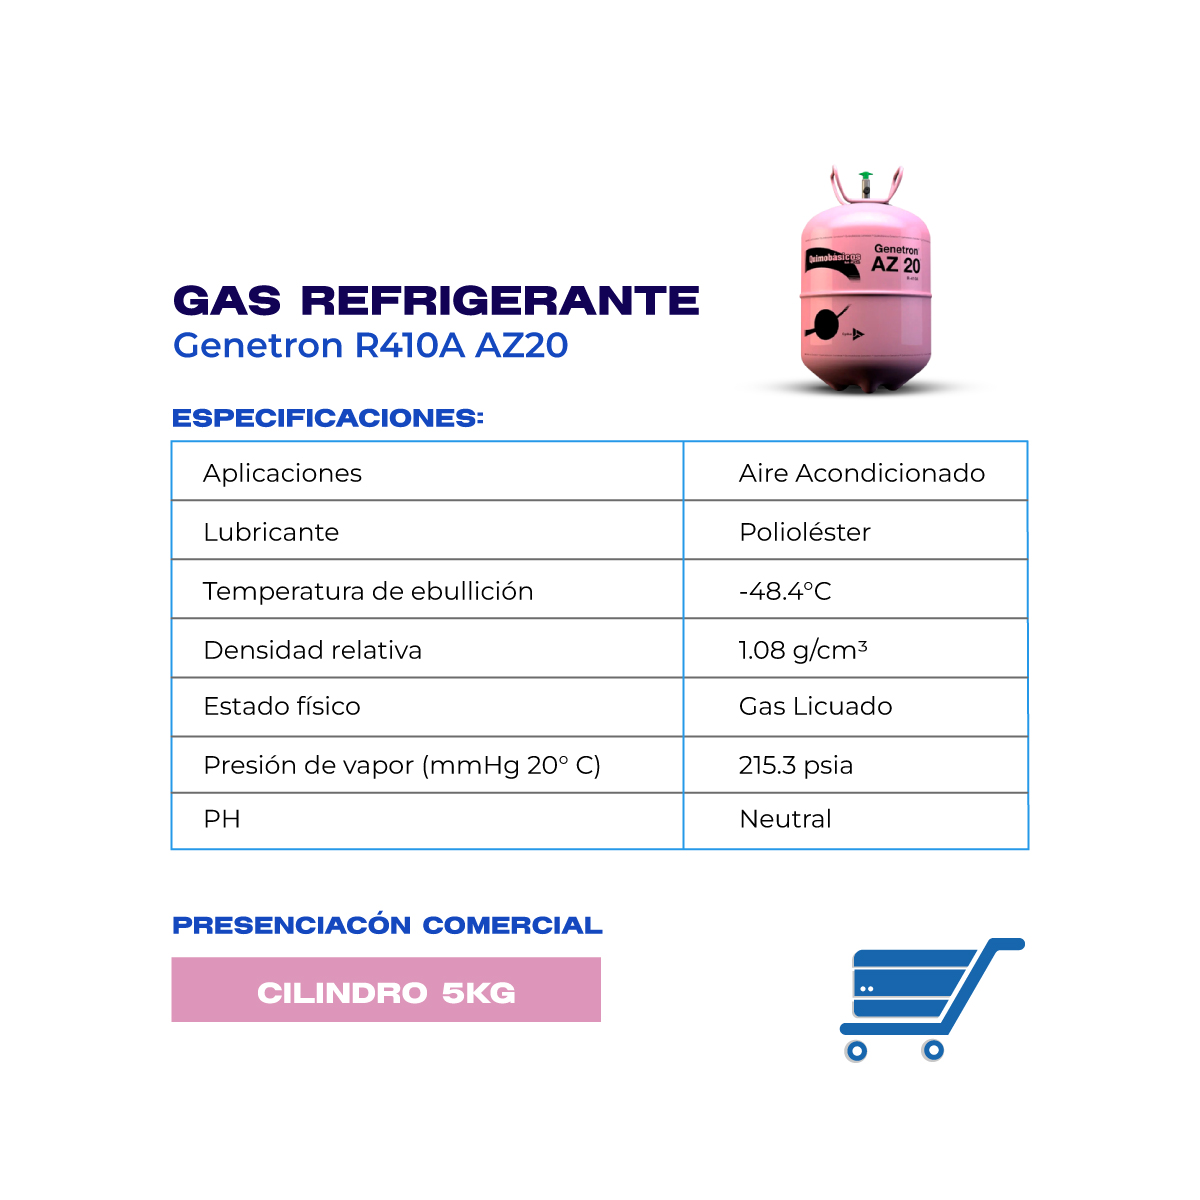 Quimobásicos
Genetron
AZ 20
GAS REFRIGERANTE
Genetron R410A AZ20
ESPECIFICACIONES:
Aplicaciones Aire Acondicionado
Lubricante Polioléster
Temperatura de ebullición -48.4°C
Densidad relativa 1.08 g/cm³
Estado físico Gas Licuado
Presión de vapor (mmHg 20° C) 215.3 psia
PH Neutral
PRESENCIACÓN COMERCIAL
CILINDRO 5KG